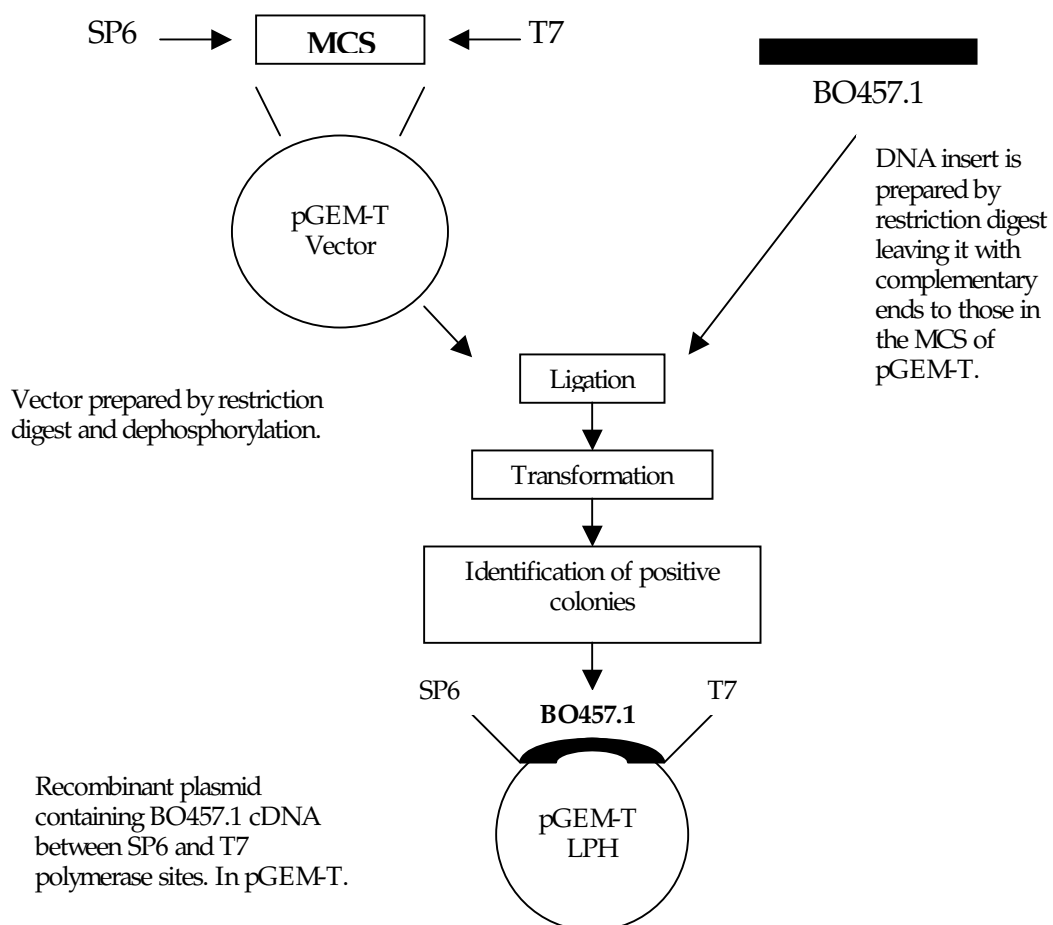 SP6
MCS
T7
BO457.1
pGEM-T
Vector
DNA insert is
prepared by
restriction digest
leaving it with
complementary
ends to those in
the MCS of
pGEM-T.
Vector prepared by restriction
digest and dephosphorylation.
Ligation
Transformation
Identification of positive
colonies
SP6
BO457.1
T7
Recombinant plasmid
containing BO457.1 cDNA
between SP6 and T7
polymerase sites. In pGEM-T.
pGEM-T
LPH